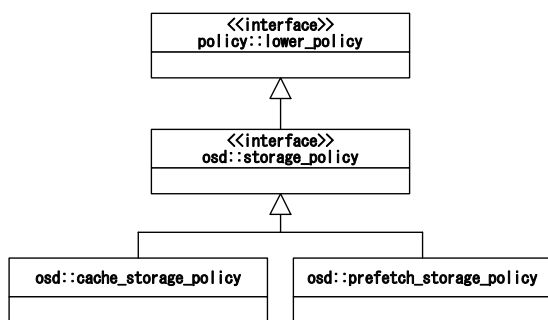 <<interface>>
policy::lower_policy
<<interface>>
osd::storage_policy
osd::cache_storage_policy
osd::prefetch_storage_policy